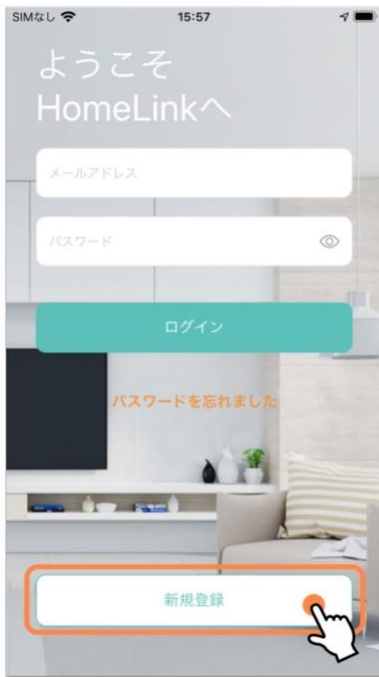 SIMなし
15:57
ようこそ
HomeLinkへ
メールアドレス
パスワード
ログイン
パスワードを忘れました
新規登録